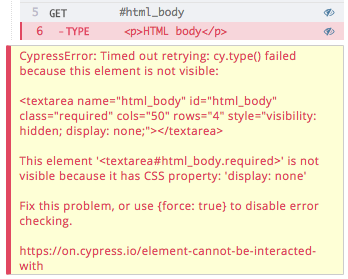 5 GET #html_body
6 -TYPE <p>HTML body</p>
CypressError: Timed out retrying: cy.type() failed
because this element is not visible:
<textarea name="html_body" id="html_body"
class="required" cols="50" rows="4" style="visibility:
hidden; display: none;"></textarea>
This element '<textarea#html_body.required>' is not
visible because it has CSS property: 'display: none'
Fix this problem, or use {force: true} to disable error
checking.
https://on.cypress.io/element-cannot-be-interacted-
with